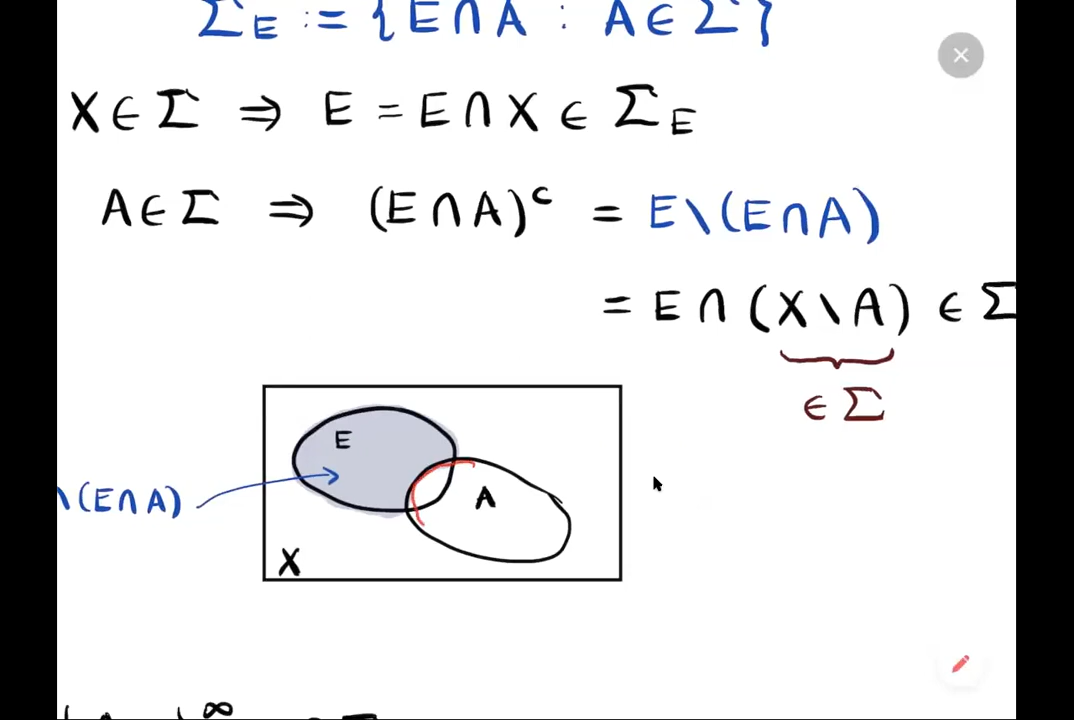 Σ_E := {E ∩ A : A ∈ Σ}
X ∈ Σ ⇒ E = E ∩ X ∈ Σ_E
A ∈ Σ ⇒ (E ∩ A)^c = E\(E ∩ A)
= E ∩ (X \ A) ∈ Σ
∈ Σ
E
\(E ∩ A)
A
X
∞